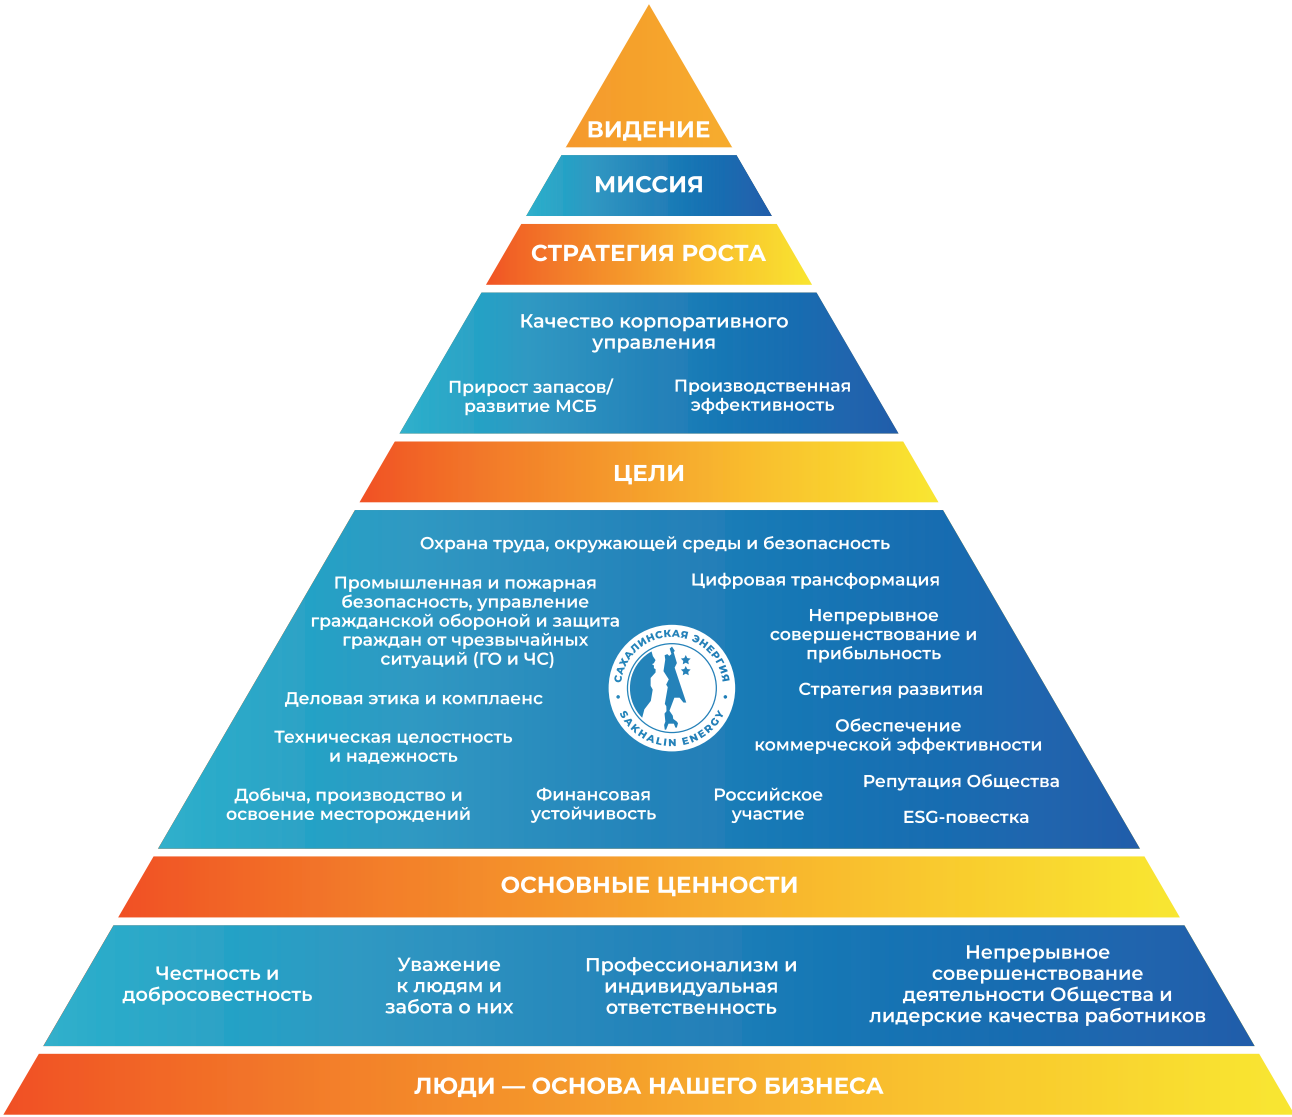 ВИДЕНИЕ
МИССИЯ
СТРАТЕГИЯ РОСТА
Качество корпоративного
управления
Прирост запасов/
развитие МСБ
Производственная
эффективность
ЦЕЛИ
Охрана труда, окружающей среды и безопасность
Промышленная и пожарная
безопасность, управление
гражданской обороной и защита
граждан от чрезвычайных
ситуаций (ГО и ЧС)
Деловая этика и комплаенс
Техническая целостность
и надежность
Добыча, производство и
освоение месторождений
САХАЛИНСКАЯ ЭНЕРГИЯ
SAKHALIN ENERGY
Финансовая
устойчивость
Российское
участие
Цифровая трансформация
Непрерывное
совершенствование и
прибыльность
Стратегия развития
Обеспечение
коммерческой эффективности
Репутация Общества
ESG-повестка
ОСНОВНЫЕ ЦЕННОСТИ
Честность и
добросовестность
Уважение
к людям и
забота о них
Профессионализм и
индивидуальная
ответственность
Непрерывное
совершенствование
деятельности Общества и
лидерские качества работников
ЛЮДИ — ОСНОВА НАШЕГО БИЗНЕСА